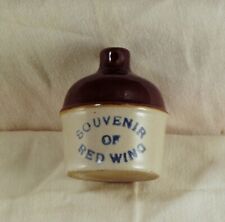 SOUVENIR
OF
RED WING